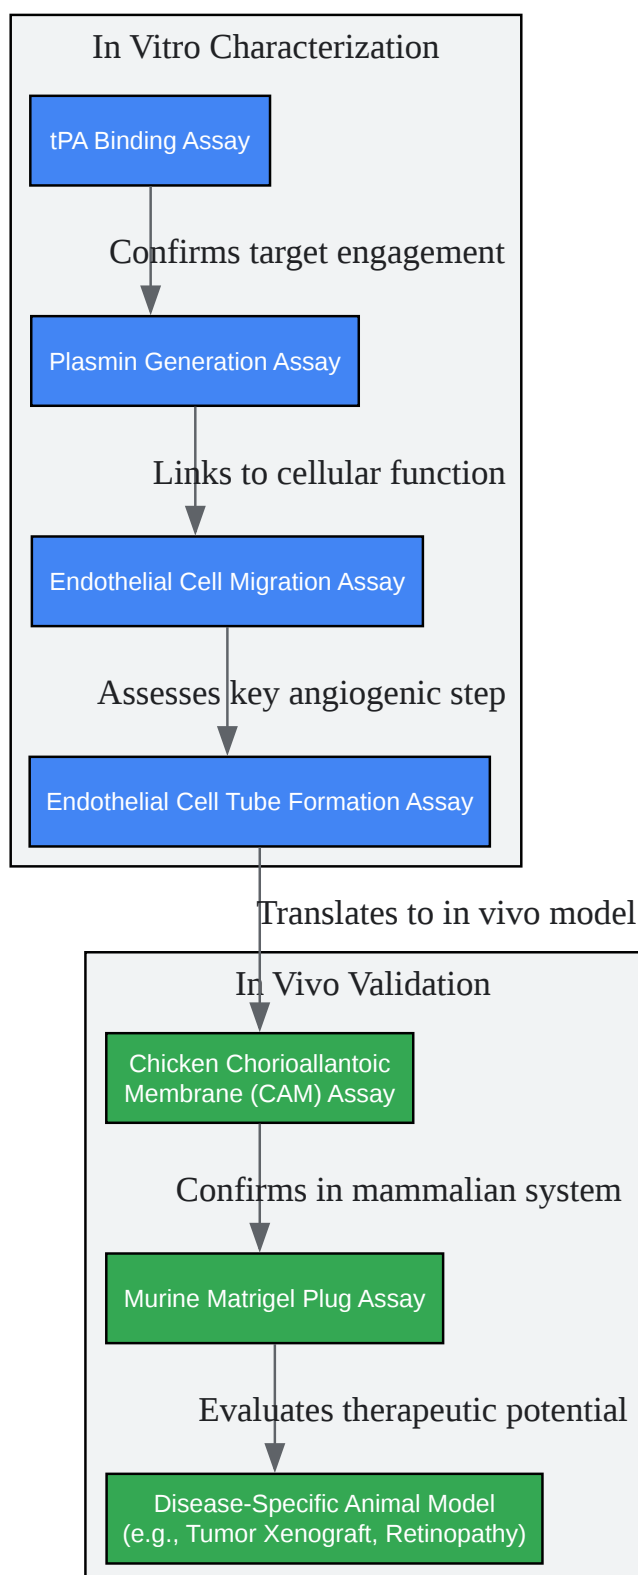 In Vitro Characterization
tPA Binding Assay
Confirms target engagement
Plasmin Generation Assay
Links to cellular function
Endothelial Cell Migration Assay
Assesses key angiogenic step
Endothelial Cell Tube Formation Assay
Translates to in vivo model
In Vivo Validation
Chicken Chorioallantoic
Membrane (CAM) Assay
Confirms in mammalian system
Murine Matrigel Plug Assay
Evaluates therapeutic potential
Disease-Specific Animal Model
(e.g., Tumor Xenograft, Retinopathy)